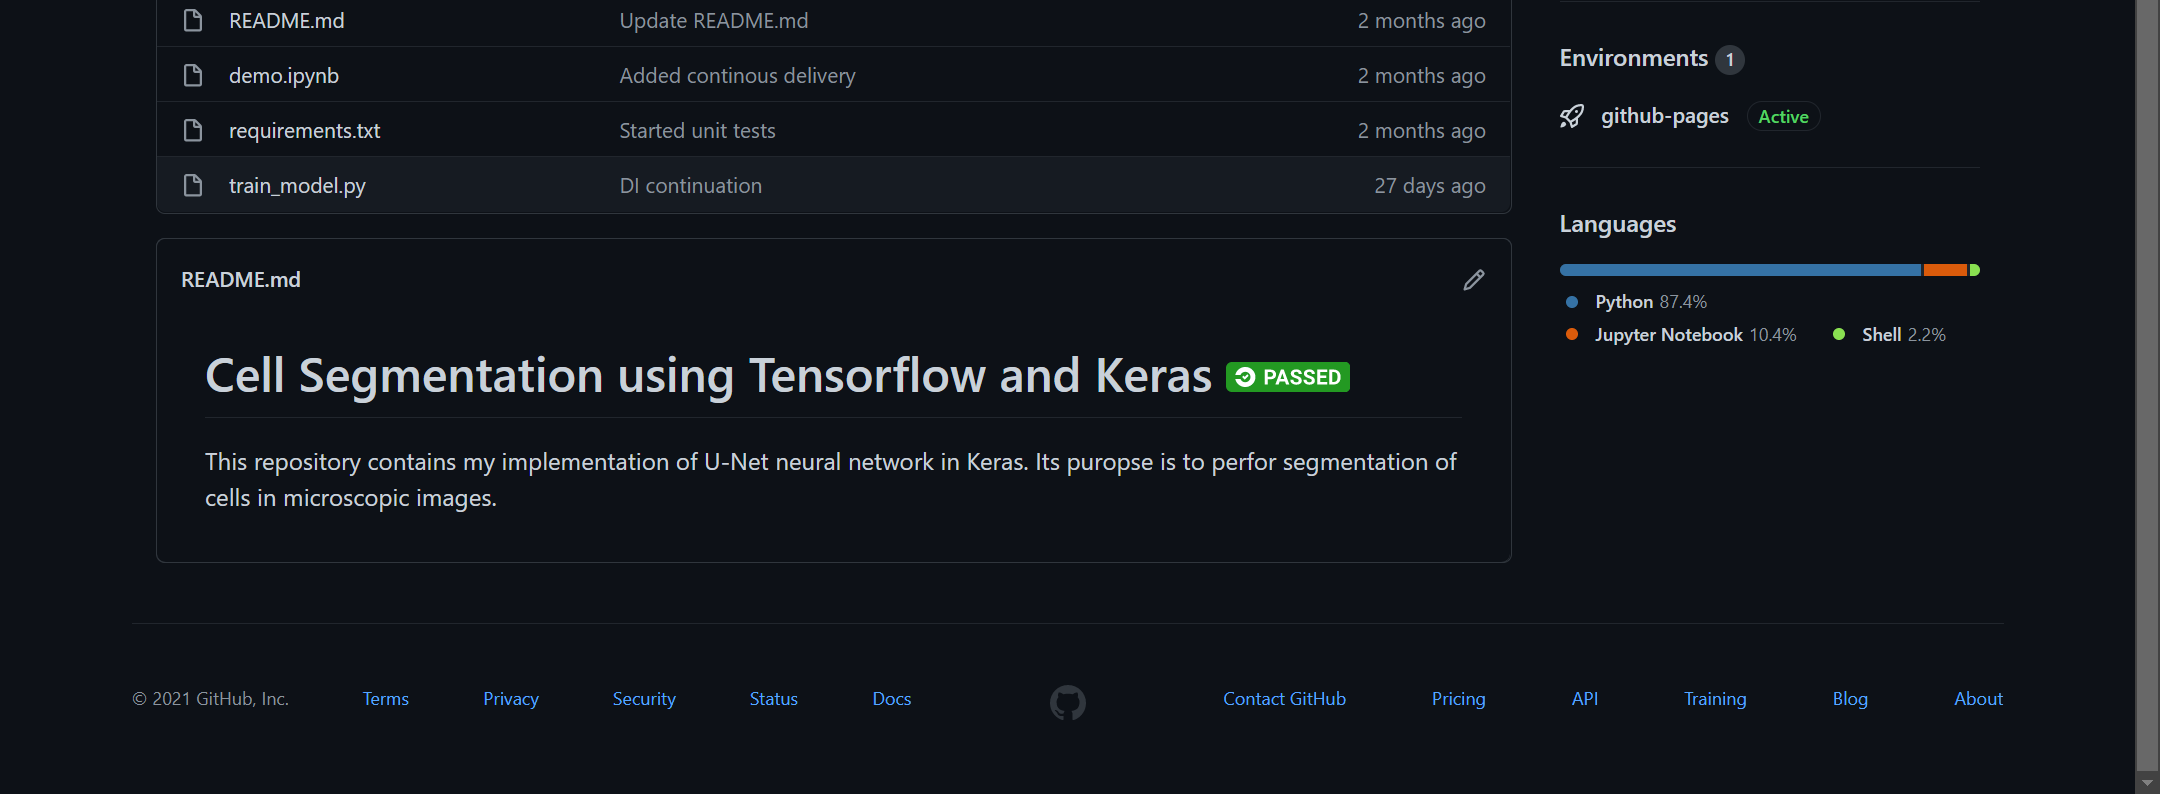 README.md Update README.md 2 months ago
demo.ipynb Added continous delivery 2 months ago
requirements.txt Started unit tests 2 months ago
train_model.py DI continuation 27 days ago
README.md
Cell Segmentation using Tensorflow and Keras PASSED
This repository contains my implementation of U-Net neural network in Keras. Its puropse is to perfor segmentation of
cells in microscopic images.
Environments 1
github-pages Active
Languages
Python 87.4%
Jupyter Notebook 10.4% Shell 2.2%
© 2021 GitHub, Inc. Terms Privacy Security Status Docs Contact GitHub Pricing API Training Blog About